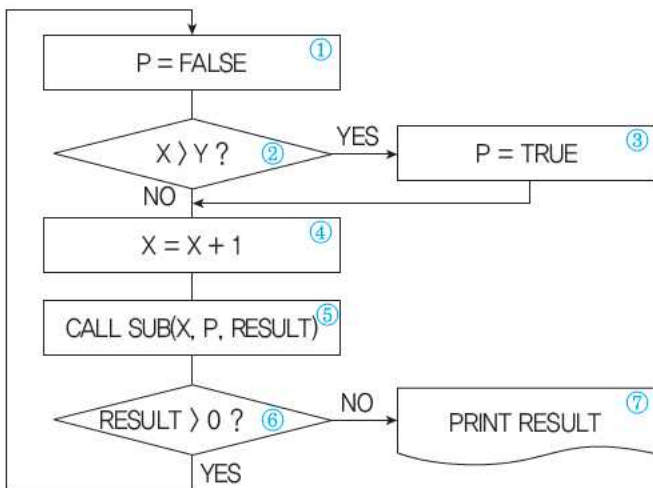 ①
P = FALSE
②
X > Y ?
YES
③
P = TRUE
NO
④
X = X + 1
⑤
CALL SUB(X, P, RESULT)
RESULT > 0 ?
⑥
NO
⑦
PRINT RESULT
YES